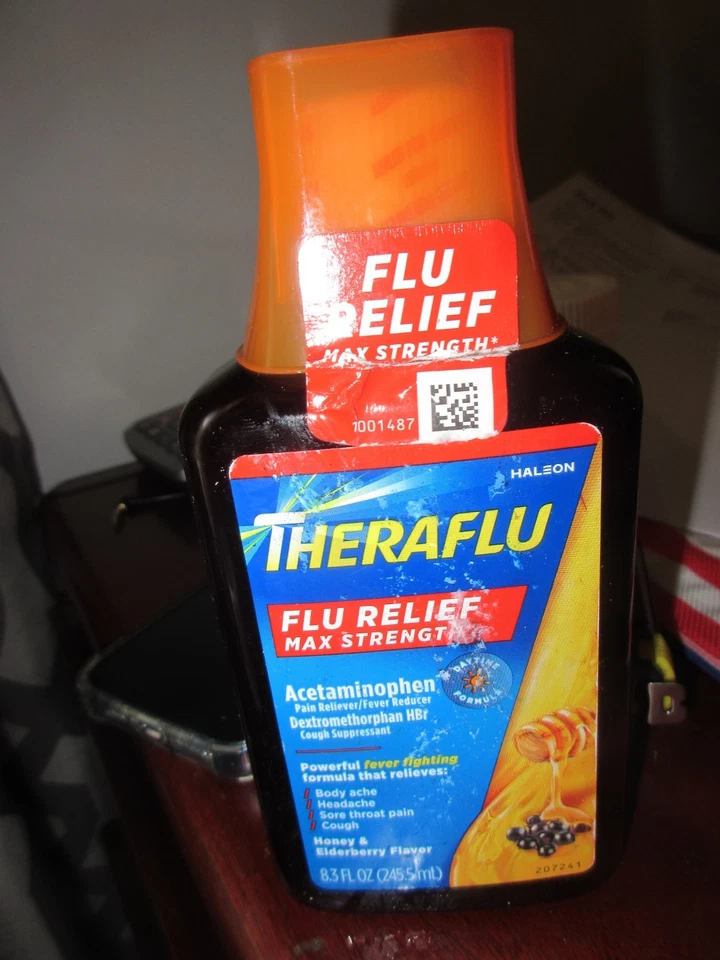 FLU
RELIEF
MAX STRENGTH*
1001487
HALEON
THERAFLU
FLU RELIEF
MAX STRENGTH
DAYTIME
FORMULA
Acetaminophen
Pain Reliever/Fever Reducer
Dextromethorphan HBr
Cough Suppressant
Powerful fever fighting
formula that relieves:
Body ache
Headache
Sore throat pain
Cough
Honey &
Elderberry Flavor
8.3 FL OZ (245.5 mL)
207241